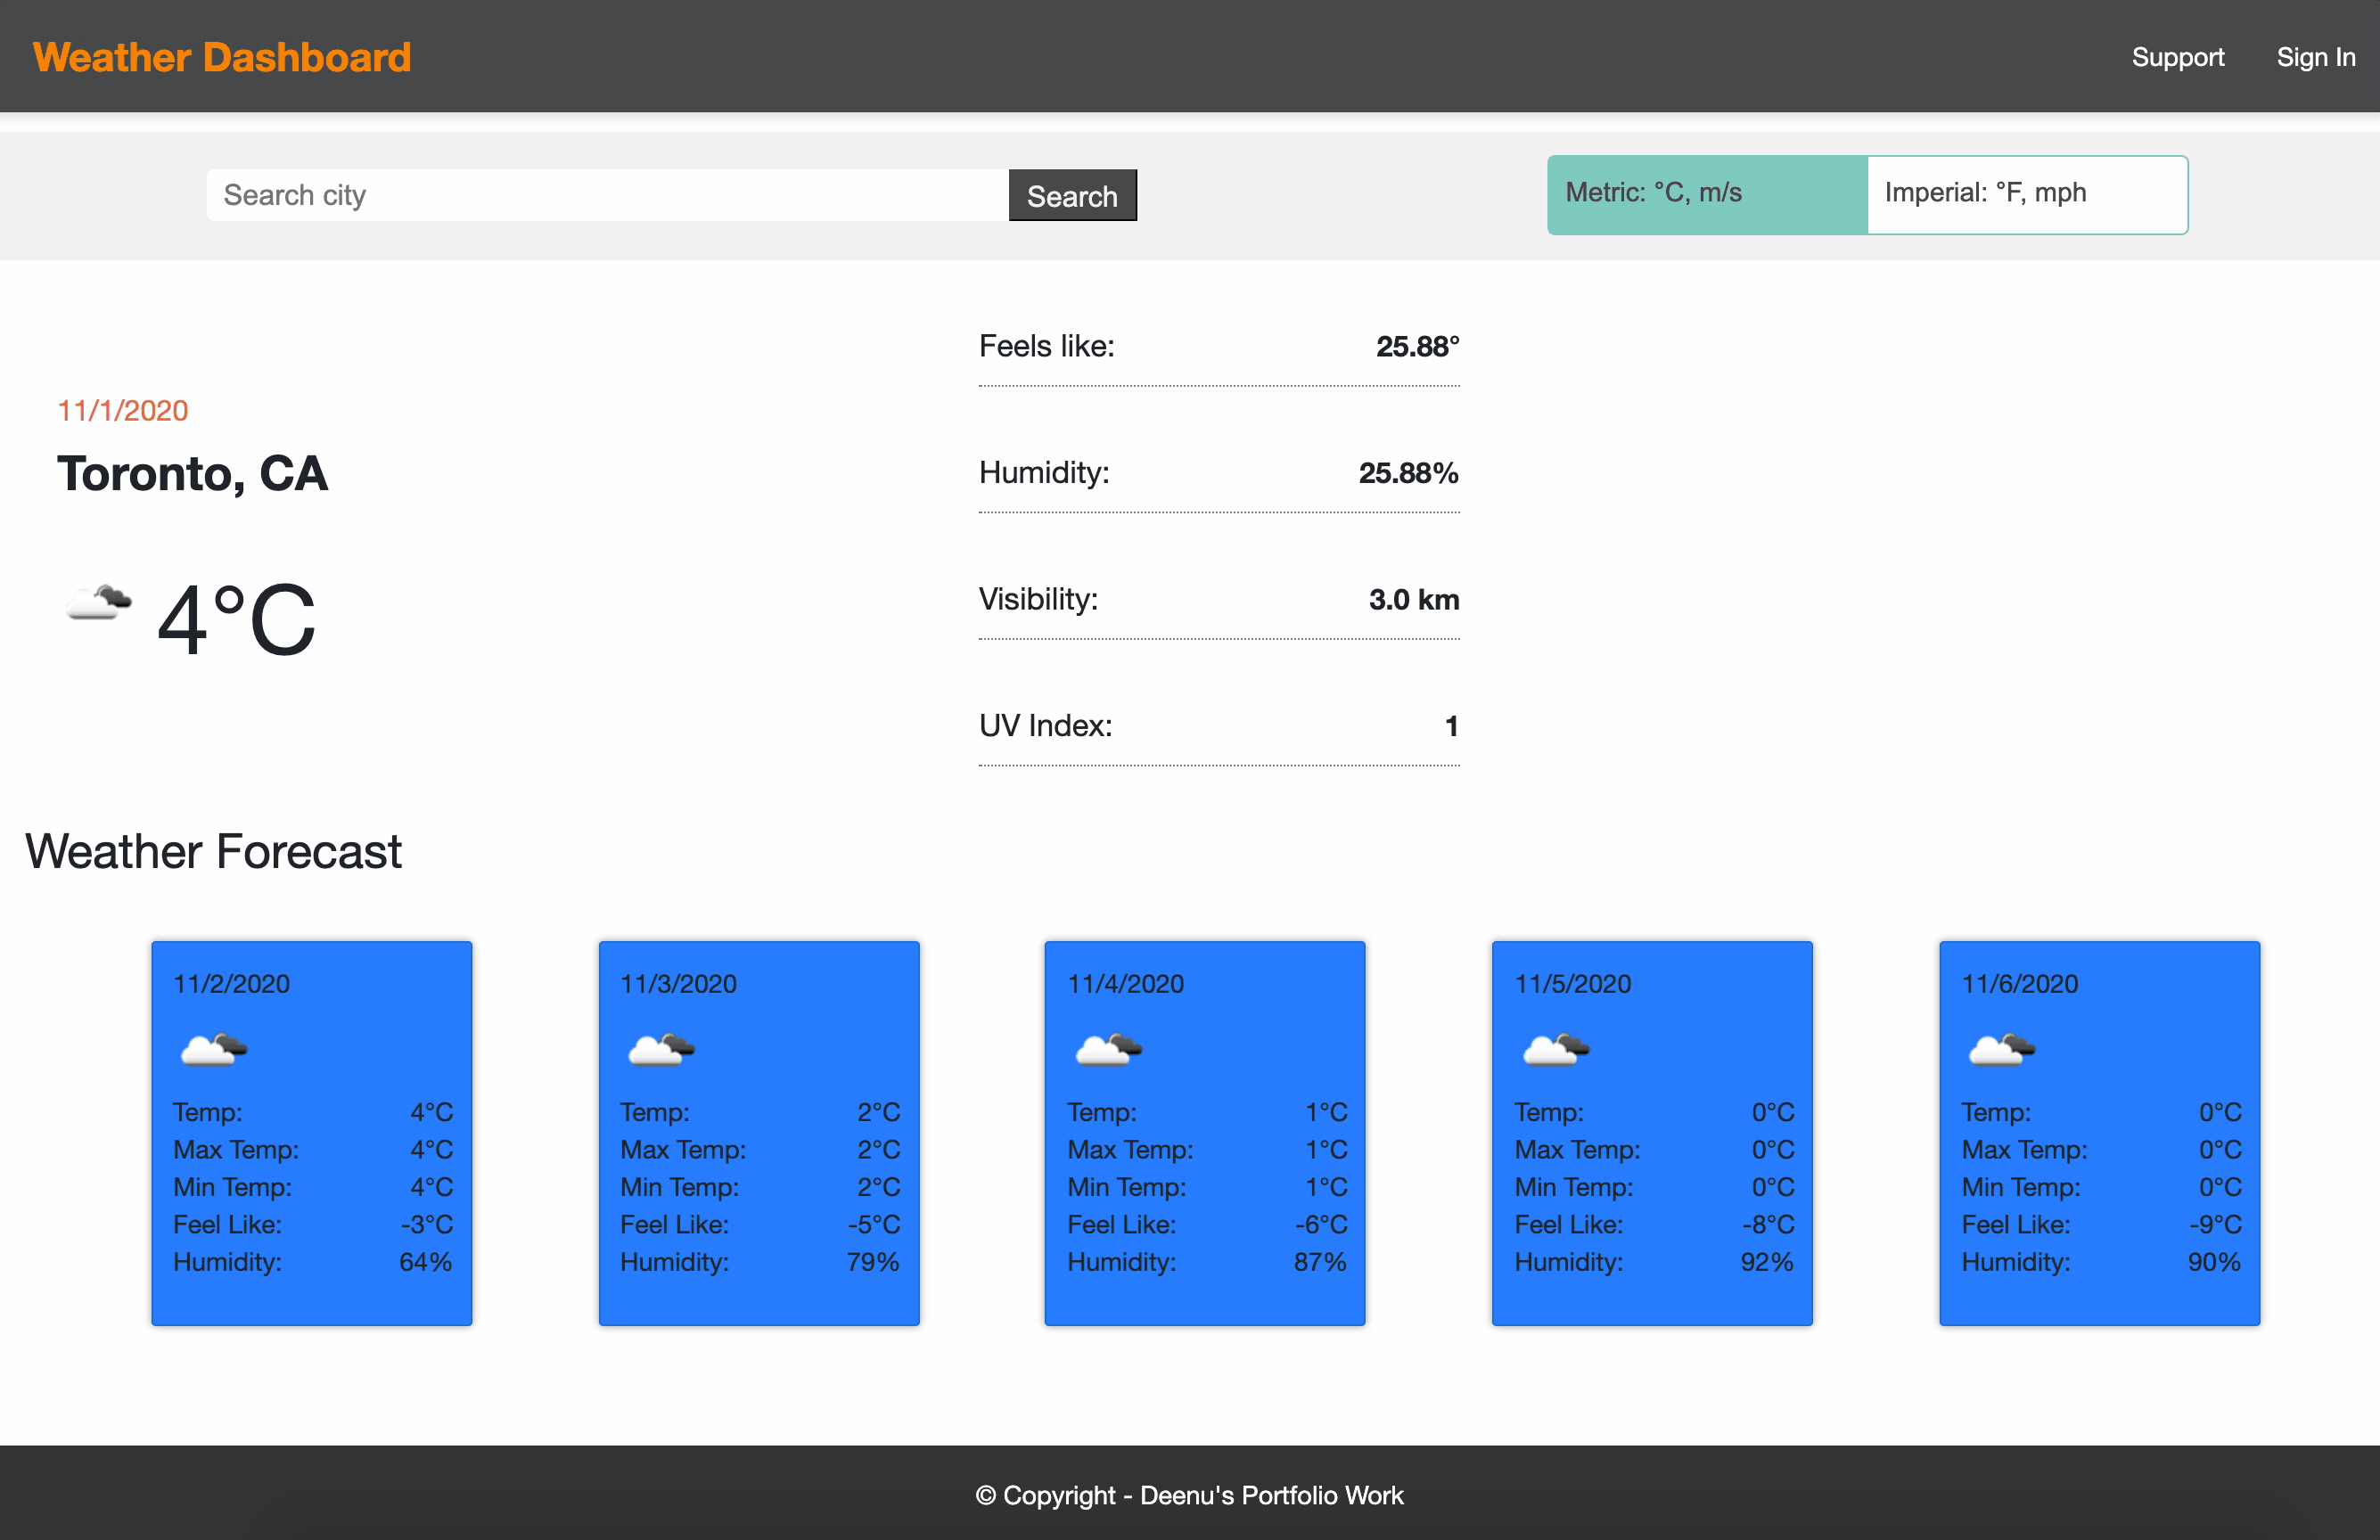 Weather Dashboard
Support
Sign In
Search city
Search
Metric: °C, m/s
Imperial: °F, mph
11/1/2020
Toronto, CA
4°C
Feels like: 25.88°
Humidity: 25.88%
Visibility: 3.0 km
UV Index: 1
Weather Forecast
11/2/2020
Temp: 4°C
Max Temp: 4°C
Min Temp: 4°C
Feel Like: -3°C
Humidity: 64%
11/3/2020
Temp: 2°C
Max Temp: 2°C
Min Temp: 2°C
Feel Like: -5°C
Humidity: 79%
11/4/2020
Temp: 1°C
Max Temp: 1°C
Min Temp: 1°C
Feel Like: -6°C
Humidity: 87%
11/5/2020
Temp: 0°C
Max Temp: 0°C
Min Temp: 0°C
Feel Like: -8°C
Humidity: 92%
11/6/2020
Temp: 0°C
Max Temp: 0°C
Min Temp: 0°C
Feel Like: -9°C
Humidity: 90%
© Copyright - Deenu's Portfolio Work